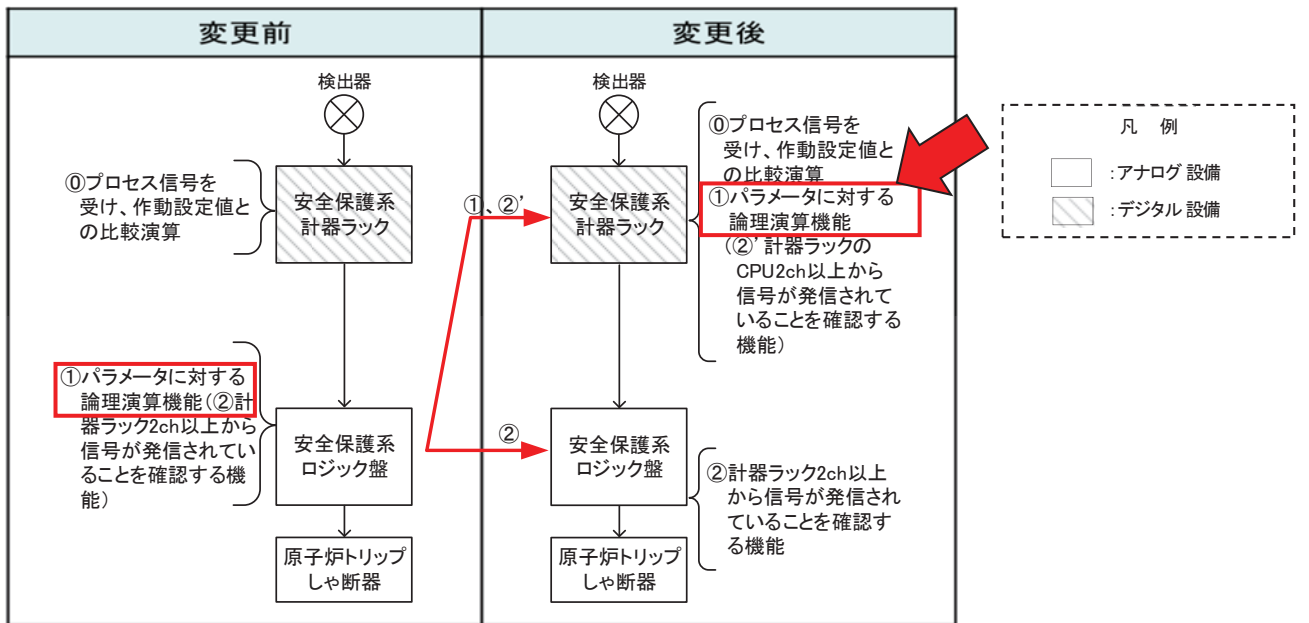 変更前
変更後
検出器
⓪プロセス信号を
受け、作動設定値と
の比較演算
安全保護系
計器ラック
①パラメータに対する
論理演算機能(②計
器ラック2ch以上から
信号が発信されてい
ることを確認する機
能)
安全保護系
ロジック盤
原子炉トリップ
しゃ断器
①、②'
②
検出器
⓪プロセス信号を
受け、作動設定値と
の比較演算
①パラメータに対する
論理演算機能
(②' 計器ラックの
CPU2ch以上から
信号が発信されて
いることを確認する
機能)
安全保護系
計器ラック
安全保護系
ロジック盤
②計器ラック2ch以上
から信号が発信され
ていることを確認す
る機能
原子炉トリップ
しゃ断器
凡 例
:アナログ 設備
:デジタル 設備